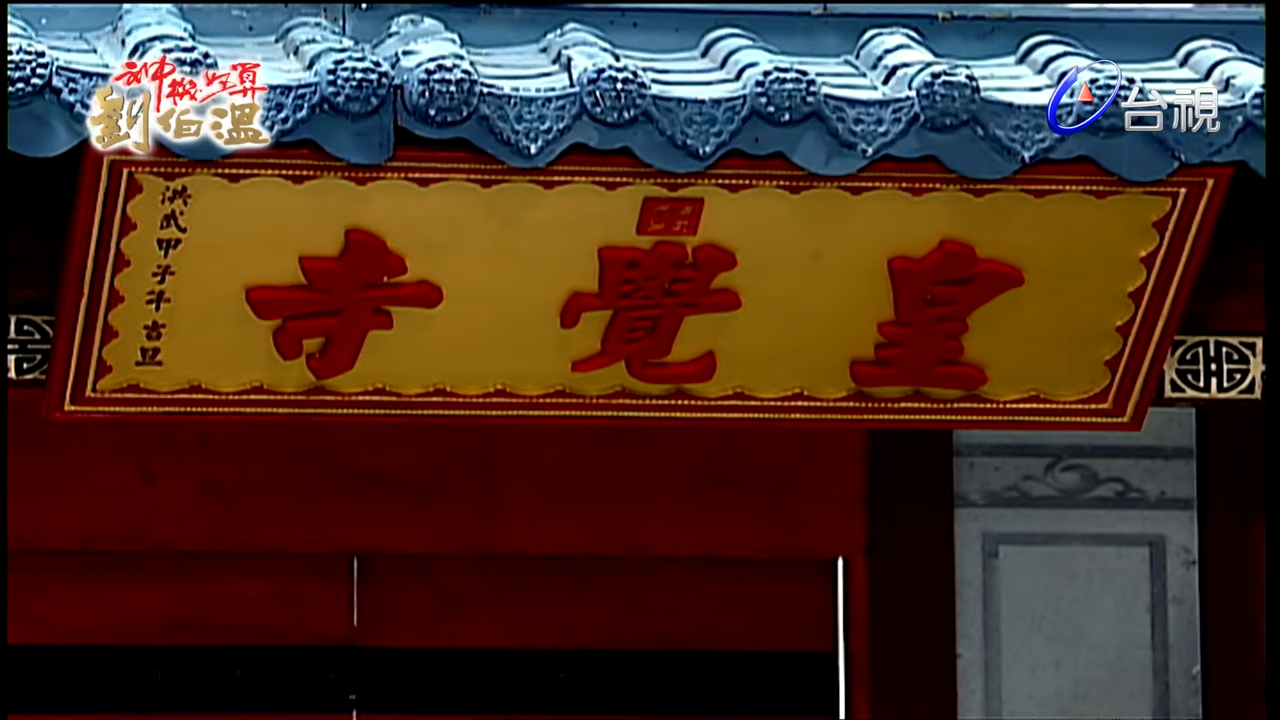 神機妙算
劉伯溫
台視
皇覺寺
洪武甲子年吉旦